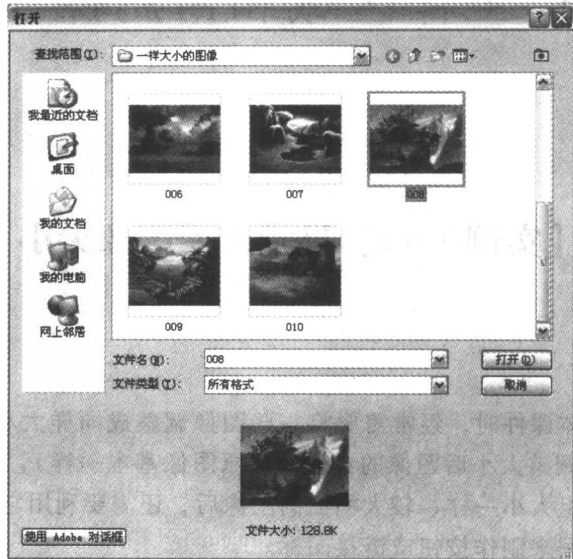 打开
查找范围(I):
一样大小的图像
我最近的文档
桌面
我的文档
我的电脑
网上邻居
006
007
008
009
010
文件名(N):
008
打开(O)
文件类型(T):
所有格式
取消
使用 Adobe 对话框
文件大小: 128.8K